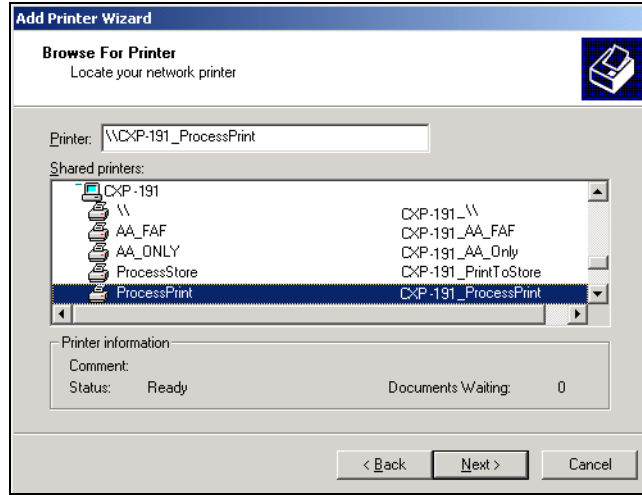 Add Printer Wizard
Browse For Printer
Locate your network printer
Printer: \\CXP-191_ProcessPrint
Shared printers:
CXP-191
\\ CXP-191_\\
AA_FAF CXP-191_AA_FAF
AA_ONLY CXP-191_AA_Only
ProcessStore CXP-191_PrintToStore
ProcessPrint CXP-191_ProcessPrint
Printer information
Comment:
Status: Ready Documents Waiting: 0
< Back Next > Cancel